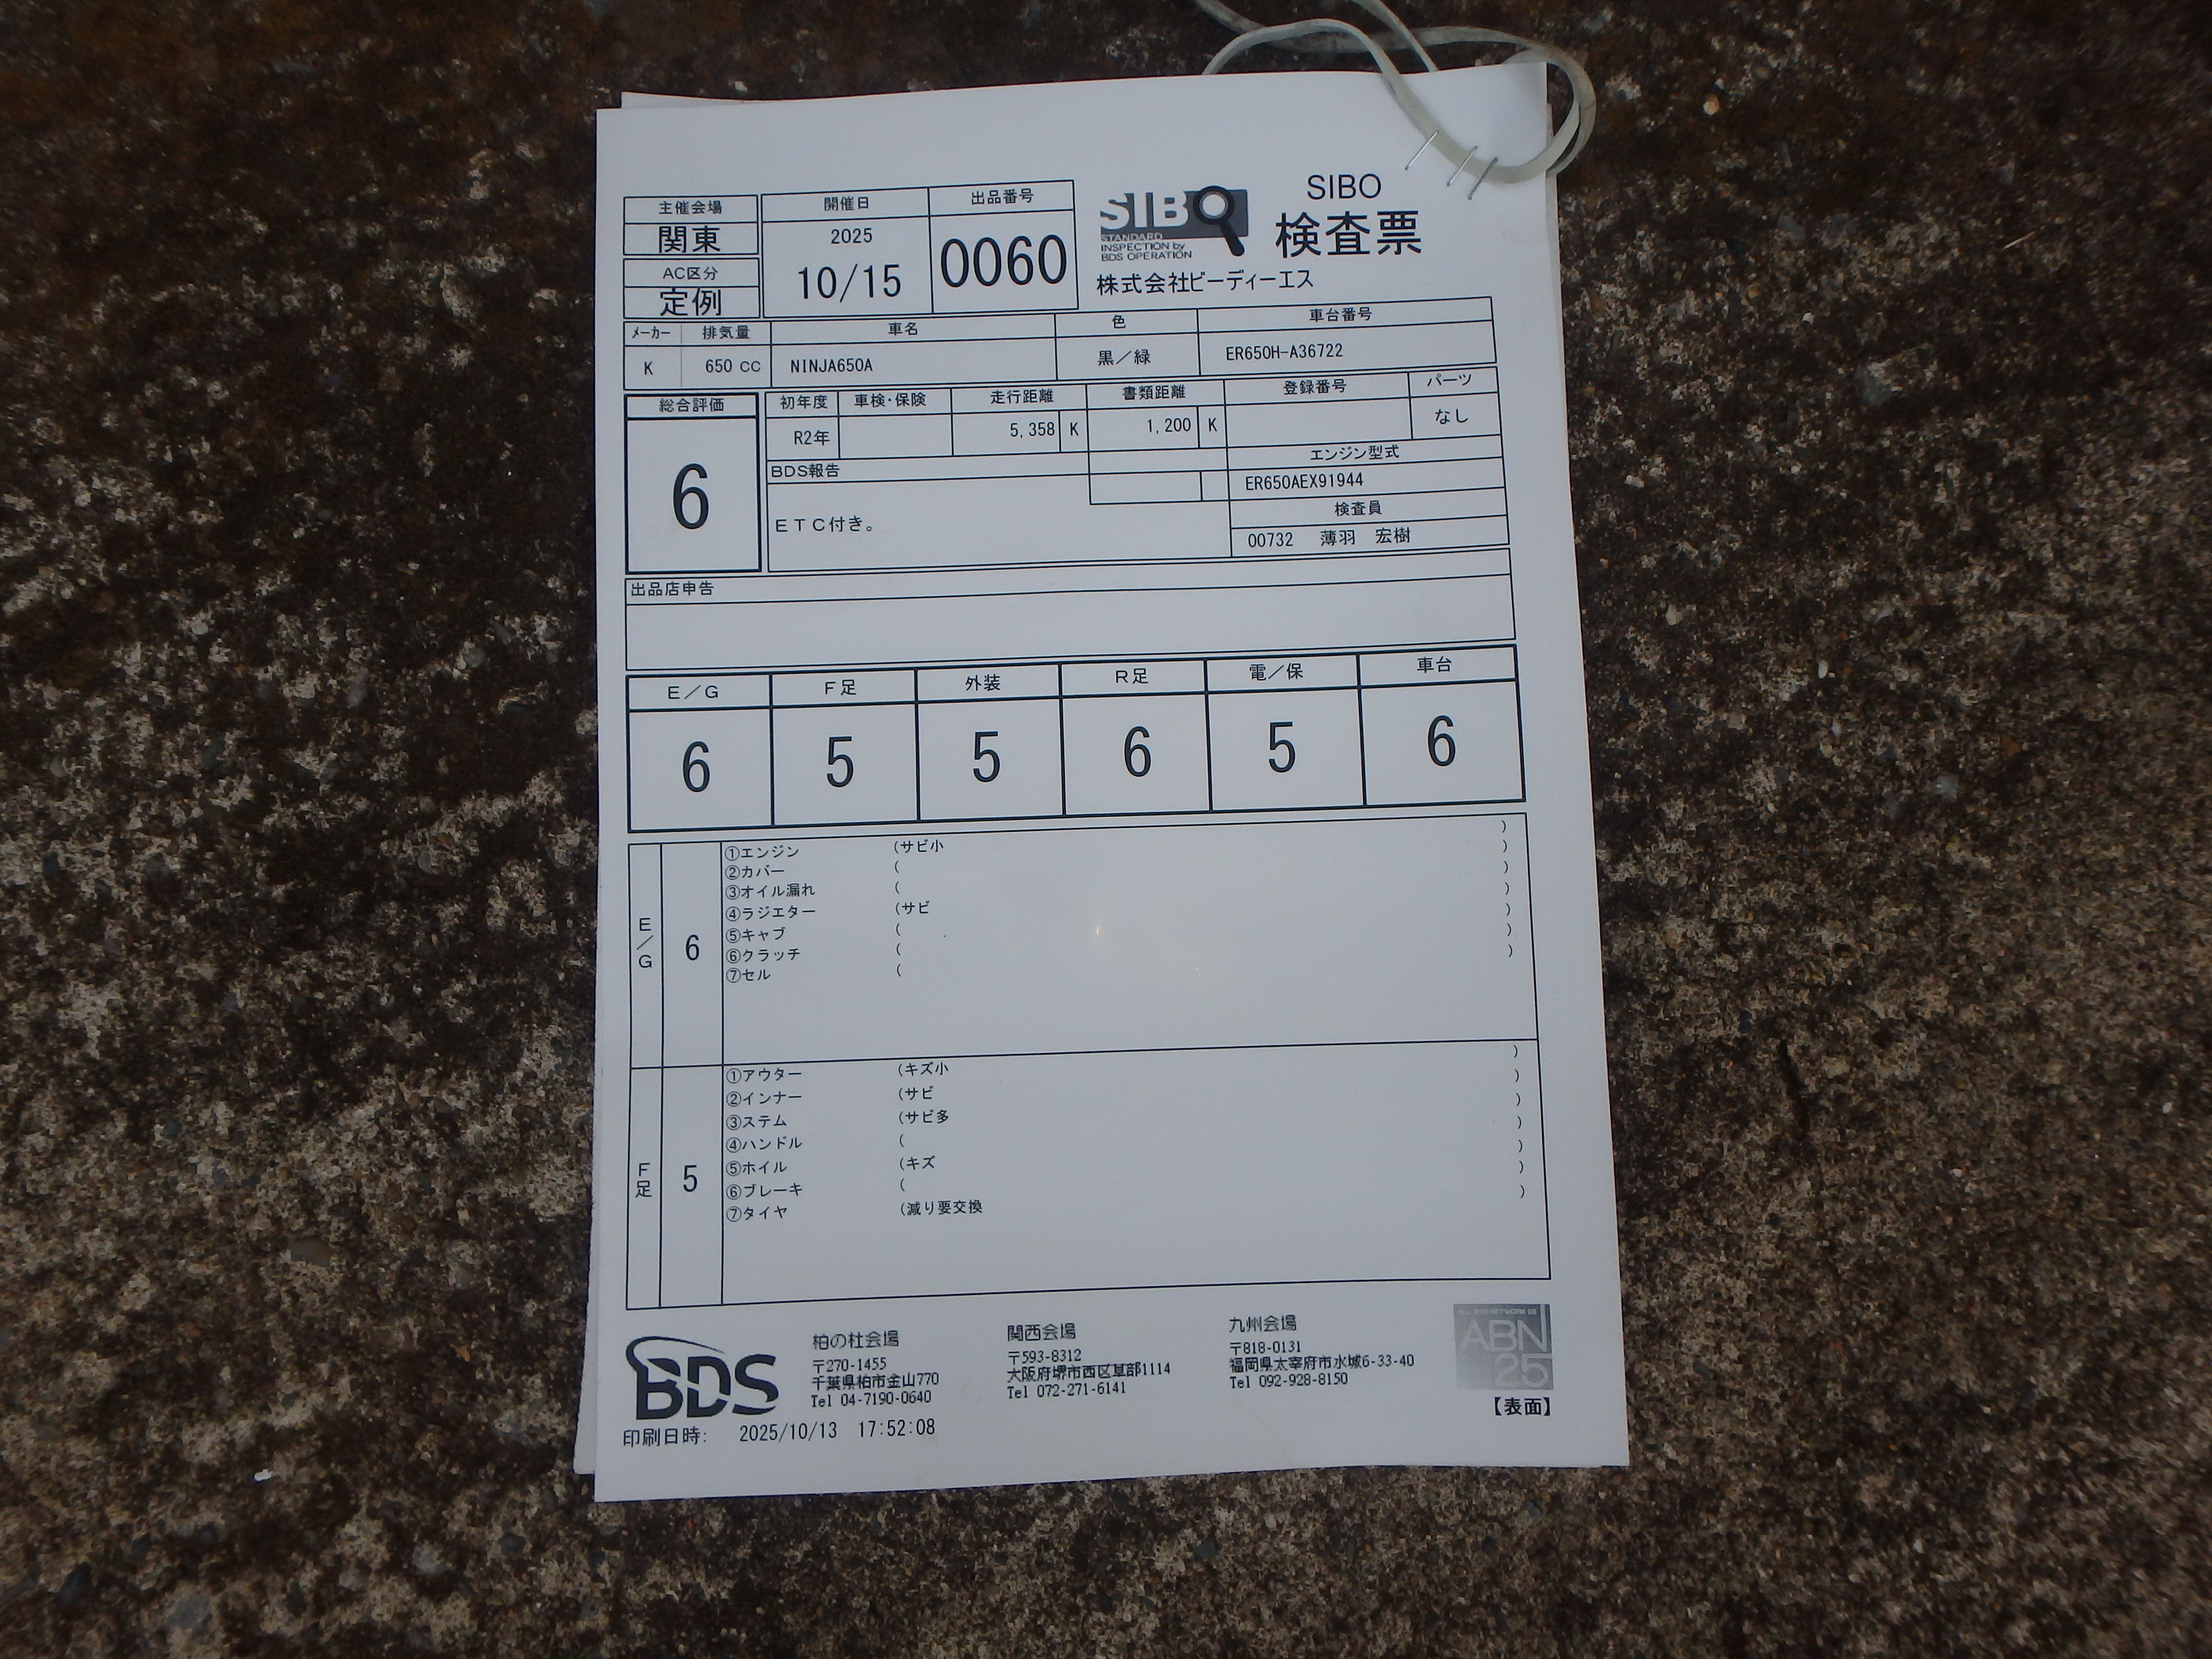 主催会場
関東
AC区分
定例
開催日
2025
10/15
出品番号
0060
SIBO
STANDARD
INSPECTION by
BDS OPERATION
SIBO
検査票
株式会社ビーディーエス
メーカー 排気量 車名 色 車台番号
K 650 CC NINJA650A 黒／緑 ER650H-A36722
総合評価
6
初年度 車検・保険 走行距離 書類距離 登録番号 パーツ
R2年 5,358 K 1,200 K なし
BDS報告
ETC付き。
エンジン型式
ER650AEX91944
検査員
00732 薄羽 宏樹
出品店申告
E／G F足 外装 R足 電／保 車台
6 5 5 6 5 6
E／G 6
①エンジン (サビ小 )
②カバー ( )
③オイル漏れ ( )
④ラジエター (サビ )
⑤キャブ ( )
⑥クラッチ ( )
⑦セル ( )
F足 5
①アウター (キズ小 )
②インナー (サビ )
③ステム (サビ多 )
④ハンドル ( )
⑤ホイル (キズ )
⑥ブレーキ ( )
⑦タイヤ (減り要交換 )
BDS
柏の杜会場
〒270-1455
千葉県柏市金山770
Tel 04-7190-0640
関西会場
〒593-8312
大阪府堺市西区草部1114
Tel 072-271-6141
九州会場
〒818-0131
福岡県太宰府市水城6-33-40
Tel 092-928-8150
ABN
25
【表面】
印刷日時: 2025/10/13 17:52:08